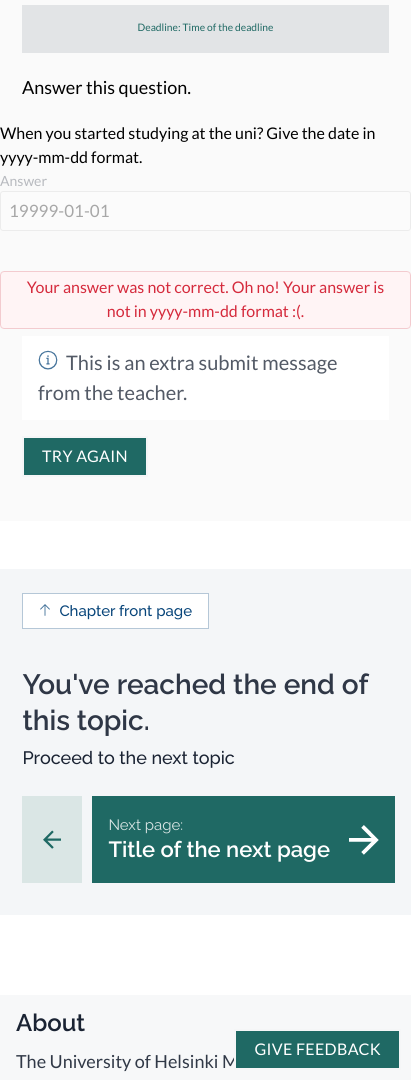 Deadline: Time of the deadline
Answer this question.
When you started studying at the uni? Give the date in
yyyy-mm-dd format.
Answer
19999-01-01
Your answer was not correct. Oh no! Your answer is
not in yyyy-mm-dd format :(.
This is an extra submit message
from the teacher.
TRY AGAIN
Chapter front page
You've reached the end of
this topic.
Proceed to the next topic
Next page:
Title of the next page
About
GIVE FEEDBACK
The University of Helsinki M